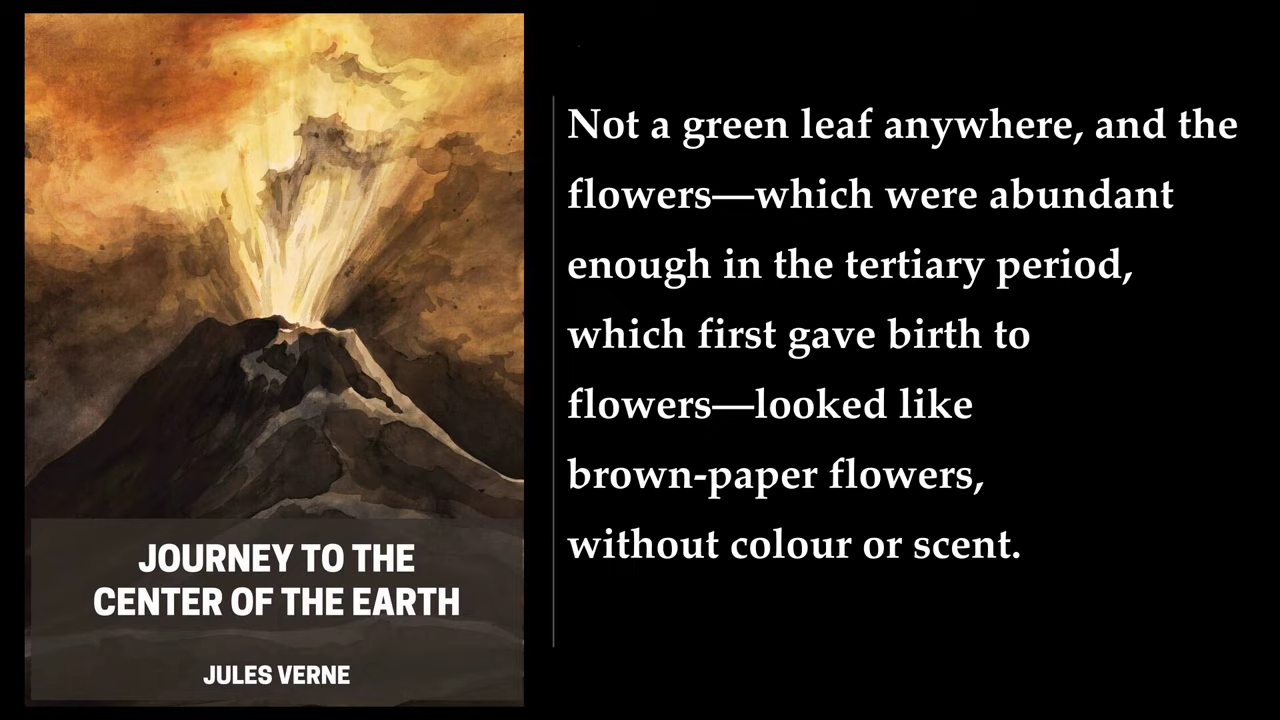 JOURNEY TO THE
CENTER OF THE EARTH
JULES VERNE
Not a green leaf anywhere, and the
flowers—which were abundant
enough in the tertiary period,
which first gave birth to
flowers—looked like
brown-paper flowers,
without colour or scent.